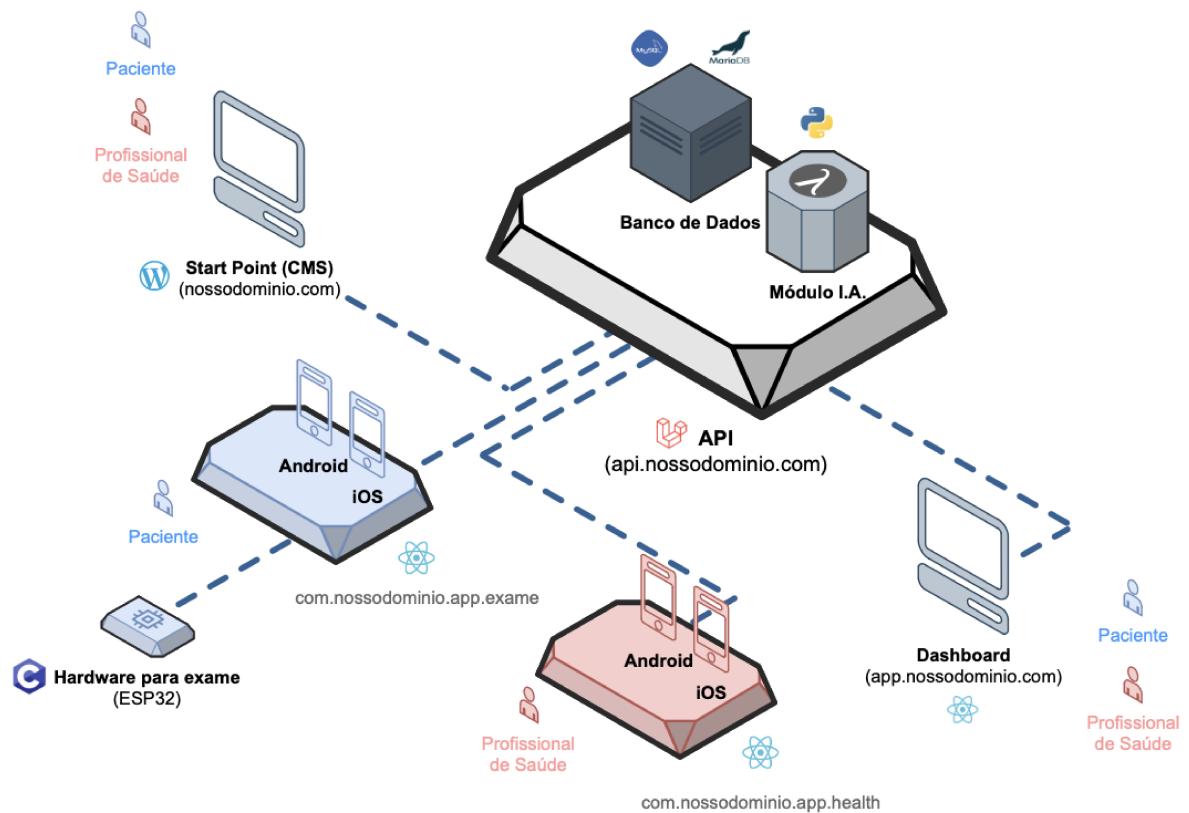 Paciente
Profissional
de Saúde
Start Point (CMS)
(nossodominio.com)
MySQL
MariaDB
Banco de Dados
Módulo I.A.
API
(api.nossodominio.com)
Android
iOS
Paciente
com.nossodominio.app.exame
Hardware para exame
(ESP32)
Android
iOS
Profissional
de Saúde
com.nossodominio.app.health
Dashboard
(app.nossodominio.com)
Paciente
Profissional
de Saúde